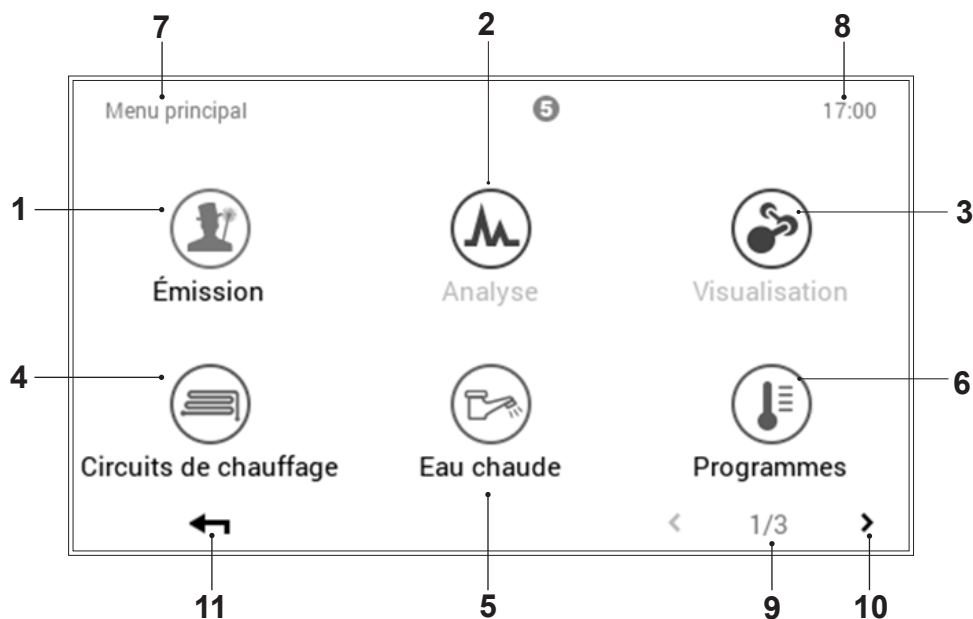 7 2 8
Menu principal 5 17:00
1 3
Émission Analyse Visualisation
4 6
Circuits de chauffage Eau chaude Programmes
< 1/3 >
11 5 9 10